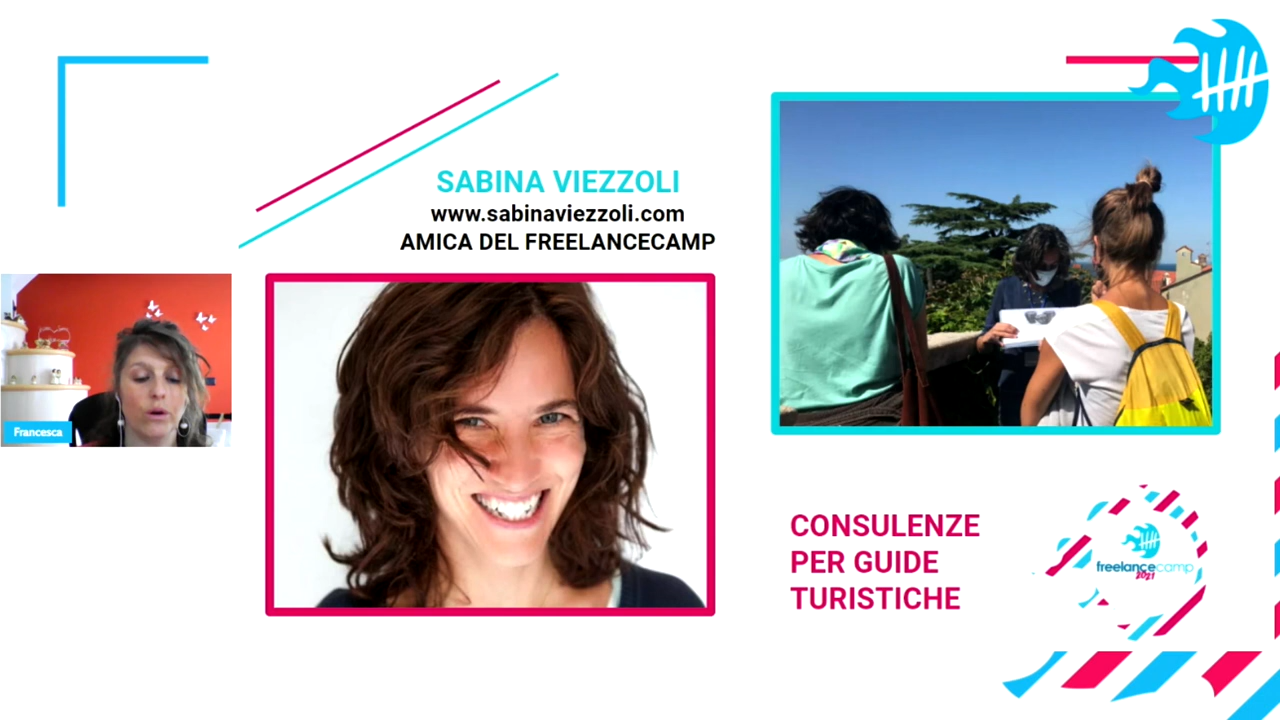 SABINA VIEZZOLI
www.sabinaviezzoli.com
AMICA DEL FREELANCECAMP
Francesca
CONSULENZE
PER GUIDE
TURISTICHE
freelancecamp
2021